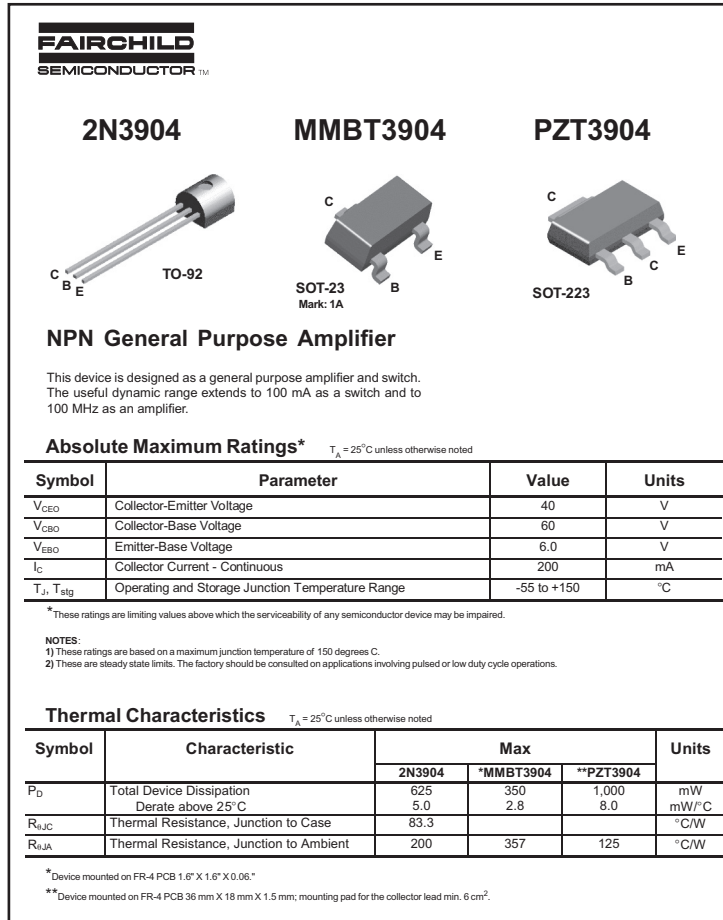 FAIRCHILD
SEMICONDUCTOR TM
2N3904 MMBT3904 PZT3904
C
B
E
TO-92
C
E
B
SOT-23
Mark: 1A
C
E
C
B
SOT-223
NPN General Purpose Amplifier
This device is designed as a general purpose amplifier and switch.
The useful dynamic range extends to 100 mA as a switch and to
100 MHz as an amplifier.
Absolute Maximum Ratings* TA = 25°C unless otherwise noted
Symbol Parameter Value Units
VCEO Collector-Emitter Voltage 40 V
VCBO Collector-Base Voltage 60 V
VEBO Emitter-Base Voltage 6.0 V
IC Collector Current - Continuous 200 mA
TJ, Tstg Operating and Storage Junction Temperature Range -55 to +150 °C
*These ratings are limiting values above which the serviceability of any semiconductor device may be impaired.
NOTES:
1) These ratings are based on a maximum junction temperature of 150 degrees C.
2) These are steady state limits. The factory should be consulted on applications involving pulsed or low duty cycle operations.
Thermal Characteristics TA = 25°C unless otherwise noted
Symbol Characteristic Max Units
2N3904 *MMBT3904 **PZT3904
PD Total Device Dissipation 625 350 1,000 mW
Derate above 25°C 5.0 2.8 8.0 mW/°C
RθJC Thermal Resistance, Junction to Case 83.3 °C/W
RθJA Thermal Resistance, Junction to Ambient 200 357 125 °C/W
*Device mounted on FR-4 PCB 1.6" X 1.6" X 0.06."
**Device mounted on FR-4 PCB 36 mm X 18 mm X 1.5 mm; mounting pad for the collector lead min. 6 cm².